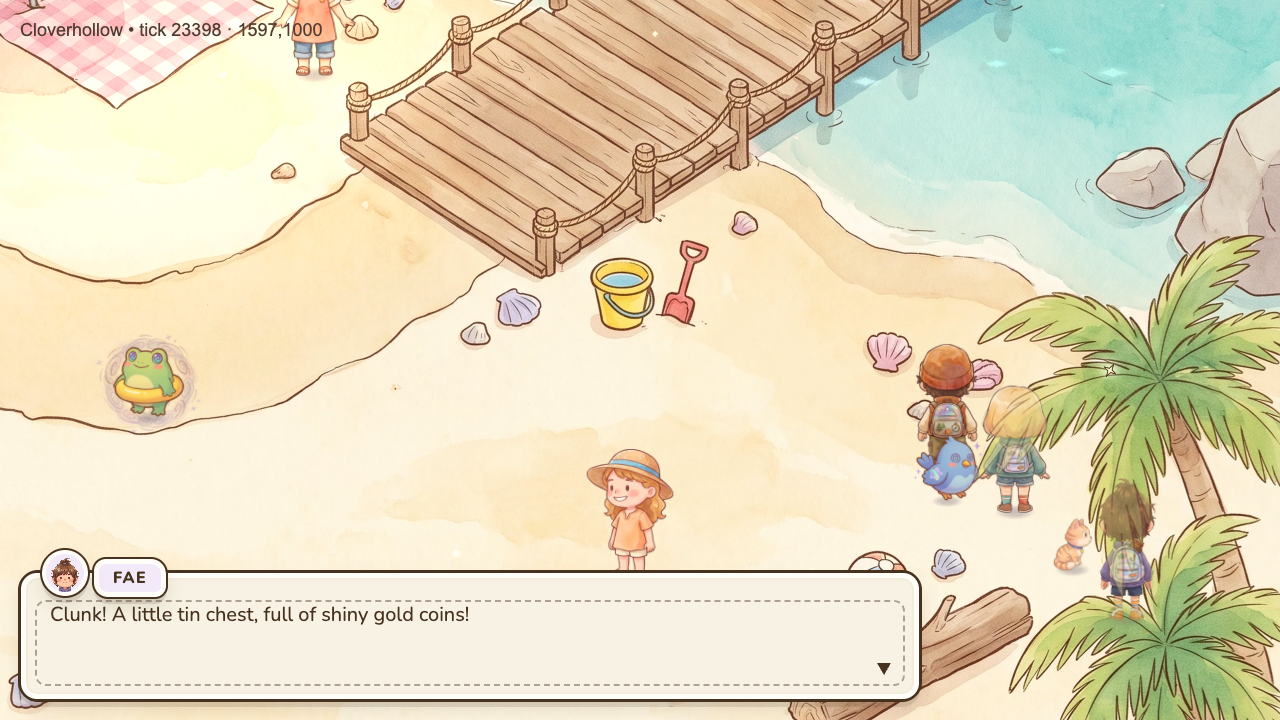 Cloverhollow • tick 23398 · 1597,1000
FAE
Clunk! A little tin chest, full of shiny gold coins!